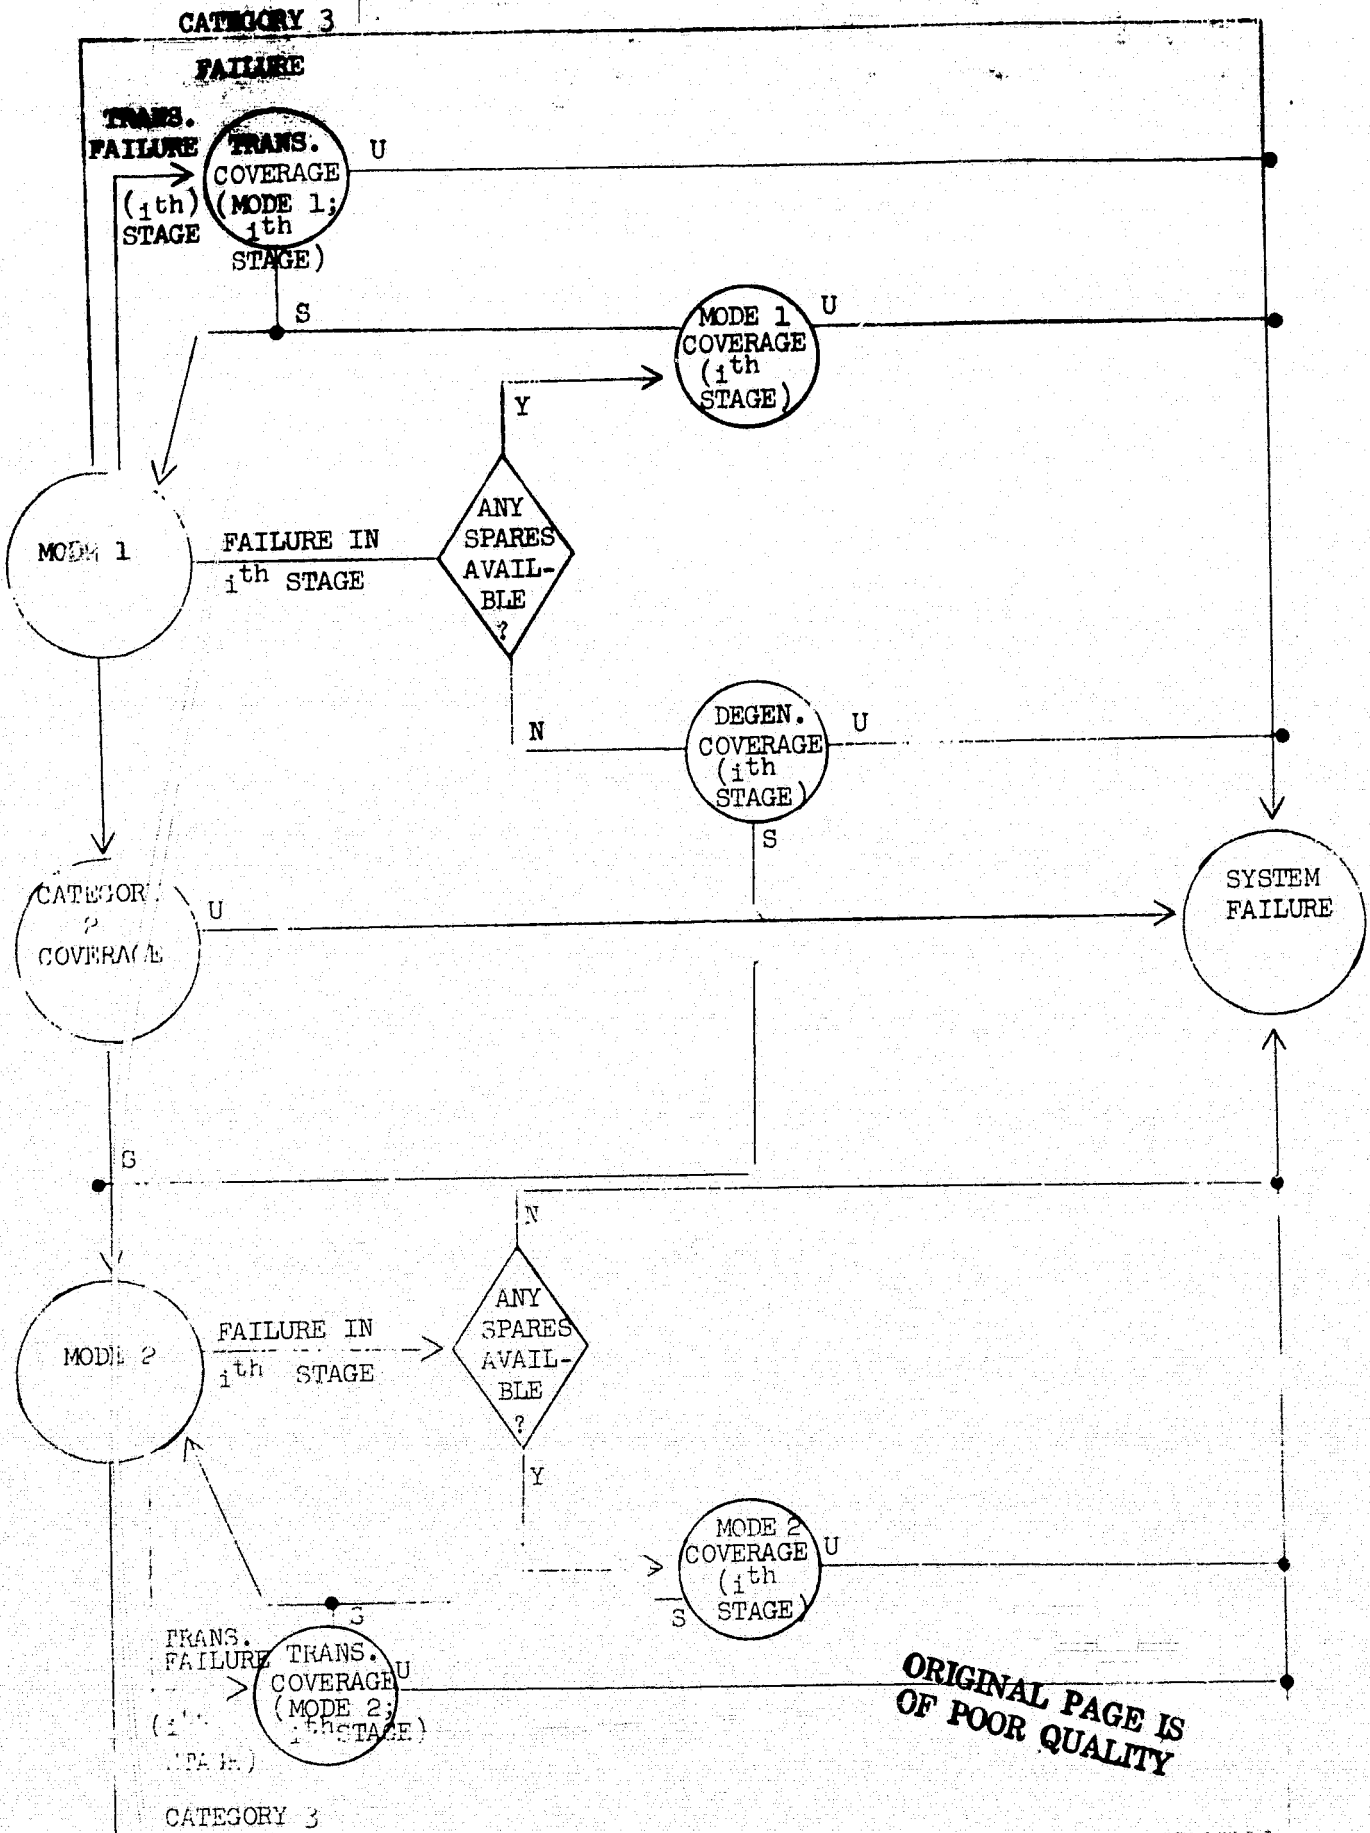 CATEGORY 3
FAILURE
TRANS.
FAILURE
(ith)
STAGE
TRANS.
COVERAGE
(MODE 1;
ith
STAGE)
U
S
MODE 1
COVERAGE
(ith
STAGE)
U
Y
MODE 1
FAILURE IN
ith STAGE
ANY
SPARES
AVAIL-
BLE
?
N
DEGEN.
COVERAGE
(ith
STAGE)
U
S
CATEGORY
2
COVERAGE
U
SYSTEM
FAILURE
S
N
MODE 2
FAILURE IN
ith STAGE
ANY
SPARES
AVAIL-
BLE
?
Y
MODE 2
COVERAGE
(ith
STAGE)
U
S
S
TRANS.
FAILURE
STAGE)
TRANS.
COVERAGE
(MODE 2;
ith STAGE)
U
CATEGORY 3
ORIGINAL PAGE IS
OF POOR QUALITY